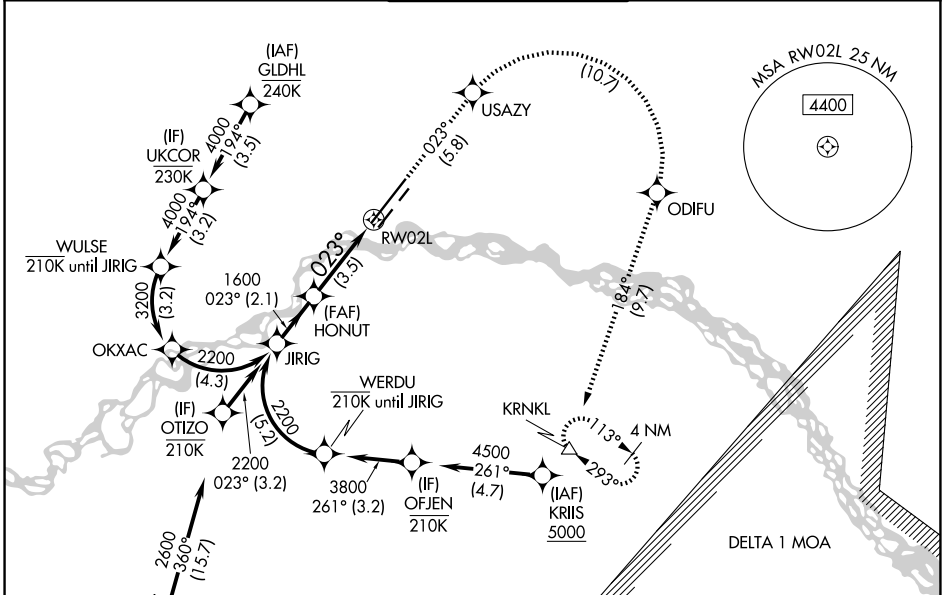 (IAF)
GLDHL
240K
4000
194°
(3.5)
(IF)
UKCOR
230K
4000
194°
(3.2)
WULSE
210K until JIRIG
3200
(3.2)
OKXAC
2200
(4.3)
JIRIG
1600
023° (2.1)
(FAF)
HONUT
023°
(3.5)
RW02L
023°
(5.8)
USAZY
(10.7)
ODIFU
184°
(9.7)
MSA RW02L 25 NM
4400
(IF)
OTIZO
210K
2200
023° (3.2)
2600
360°
(15.7)
2200
(5.2)
WERDU
210K until JIRIG
3800
261° (3.2)
(IF)
OFJEN
210K
4500
261°
(4.7)
(IAF)
KRIIS
5000
KRNKL
113°
4 NM
293°
DELTA 1 MOA